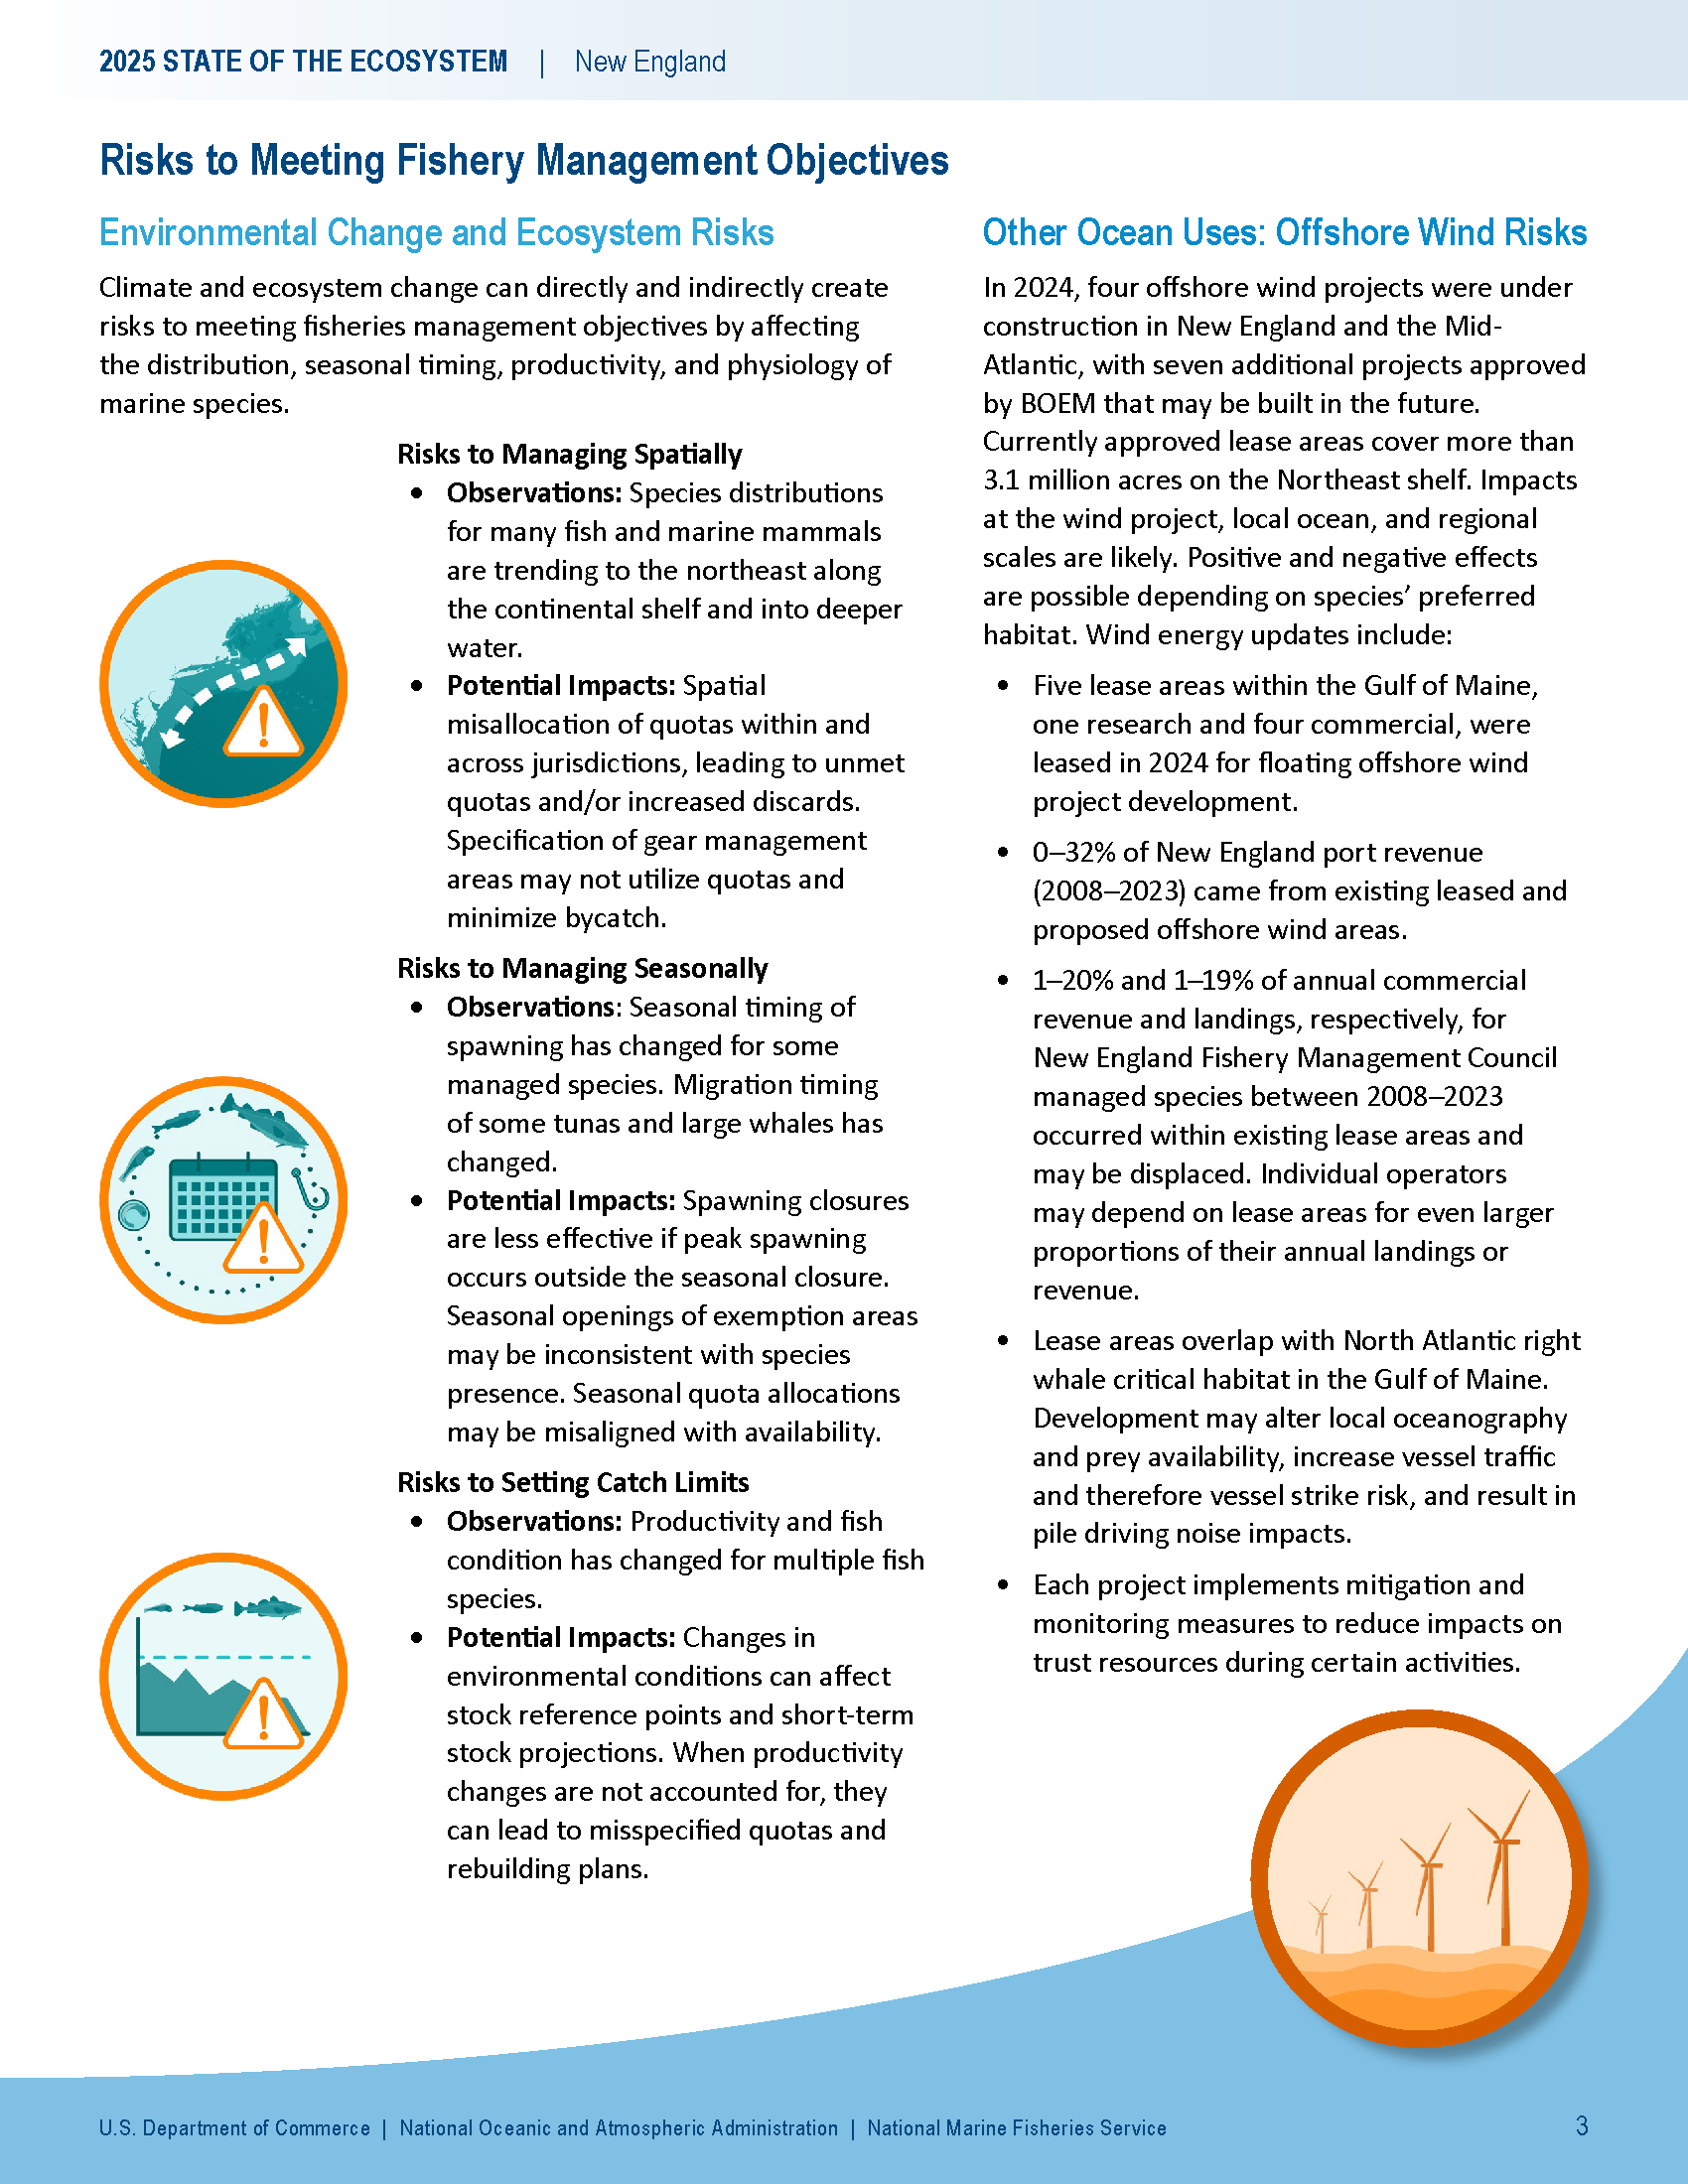 2025 STATE OF THE ECOSYSTEM | New England
Risks to Meeting Fishery Management Objectives
Environmental Change and Ecosystem Risks
Climate and ecosystem change can directly and indirectly create
risks to meeting fisheries management objectives by affecting
the distribution, seasonal timing, productivity, and physiology of
marine species.
Risks to Managing Spatially
• Observations: Species distributions
for many fish and marine mammals
are trending to the northeast along
the continental shelf and into deeper
water.
• Potential Impacts: Spatial
misallocation of quotas within and
across jurisdictions, leading to unmet
quotas and/or increased discards.
Specification of gear management
areas may not utilize quotas and
minimize bycatch.
Risks to Managing Seasonally
• Observations: Seasonal timing of
spawning has changed for some
managed species. Migration timing
of some tunas and large whales has
changed.
• Potential Impacts: Spawning closures
are less effective if peak spawning
occurs outside the seasonal closure.
Seasonal openings of exemption areas
may be inconsistent with species
presence. Seasonal quota allocations
may be misaligned with availability.
Risks to Setting Catch Limits
• Observations: Productivity and fish
condition has changed for multiple fish
species.
• Potential Impacts: Changes in
environmental conditions can affect
stock reference points and short-term
stock projections. When productivity
changes are not accounted for, they
can lead to misspecified quotas and
rebuilding plans.
Other Ocean Uses: Offshore Wind Risks
In 2024, four offshore wind projects were under
construction in New England and the Mid-
Atlantic, with seven additional projects approved
by BOEM that may be built in the future.
Currently approved lease areas cover more than
3.1 million acres on the Northeast shelf. Impacts
at the wind project, local ocean, and regional
scales are likely. Positive and negative effects
are possible depending on species’ preferred
habitat. Wind energy updates include:
• Five lease areas within the Gulf of Maine,
one research and four commercial, were
leased in 2024 for floating offshore wind
project development.
• 0–32% of New England port revenue
(2008–2023) came from existing leased and
proposed offshore wind areas.
• 1–20% and 1–19% of annual commercial
revenue and landings, respectively, for
New England Fishery Management Council
managed species between 2008–2023
occurred within existing lease areas and
may be displaced. Individual operators
may depend on lease areas for even larger
proportions of their annual landings or
revenue.
• Lease areas overlap with North Atlantic right
whale critical habitat in the Gulf of Maine.
Development may alter local oceanography
and prey availability, increase vessel traffic
and therefore vessel strike risk, and result in
pile driving noise impacts.
• Each project implements mitigation and
monitoring measures to reduce impacts on
trust resources during certain activities.
U.S. Department of Commerce | National Oceanic and Atmospheric Administration | National Marine Fisheries Service
3